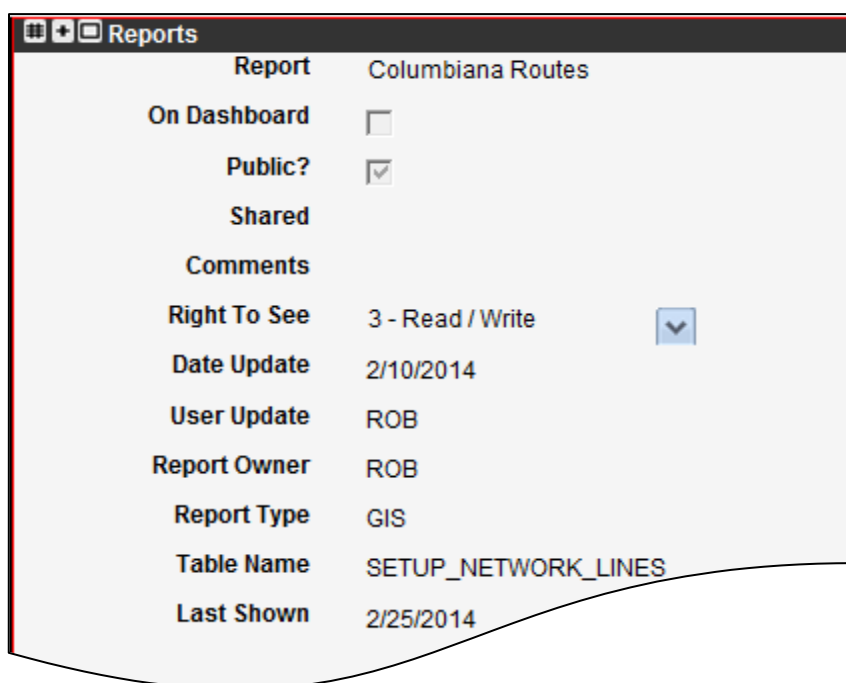 Reports
Report Columbiana Routes
On Dashboard
Public?
Shared
Comments
Right To See 3 - Read / Write
Date Update 2/10/2014
User Update ROB
Report Owner ROB
Report Type GIS
Table Name SETUP_NETWORK_LINES
Last Shown 2/25/2014